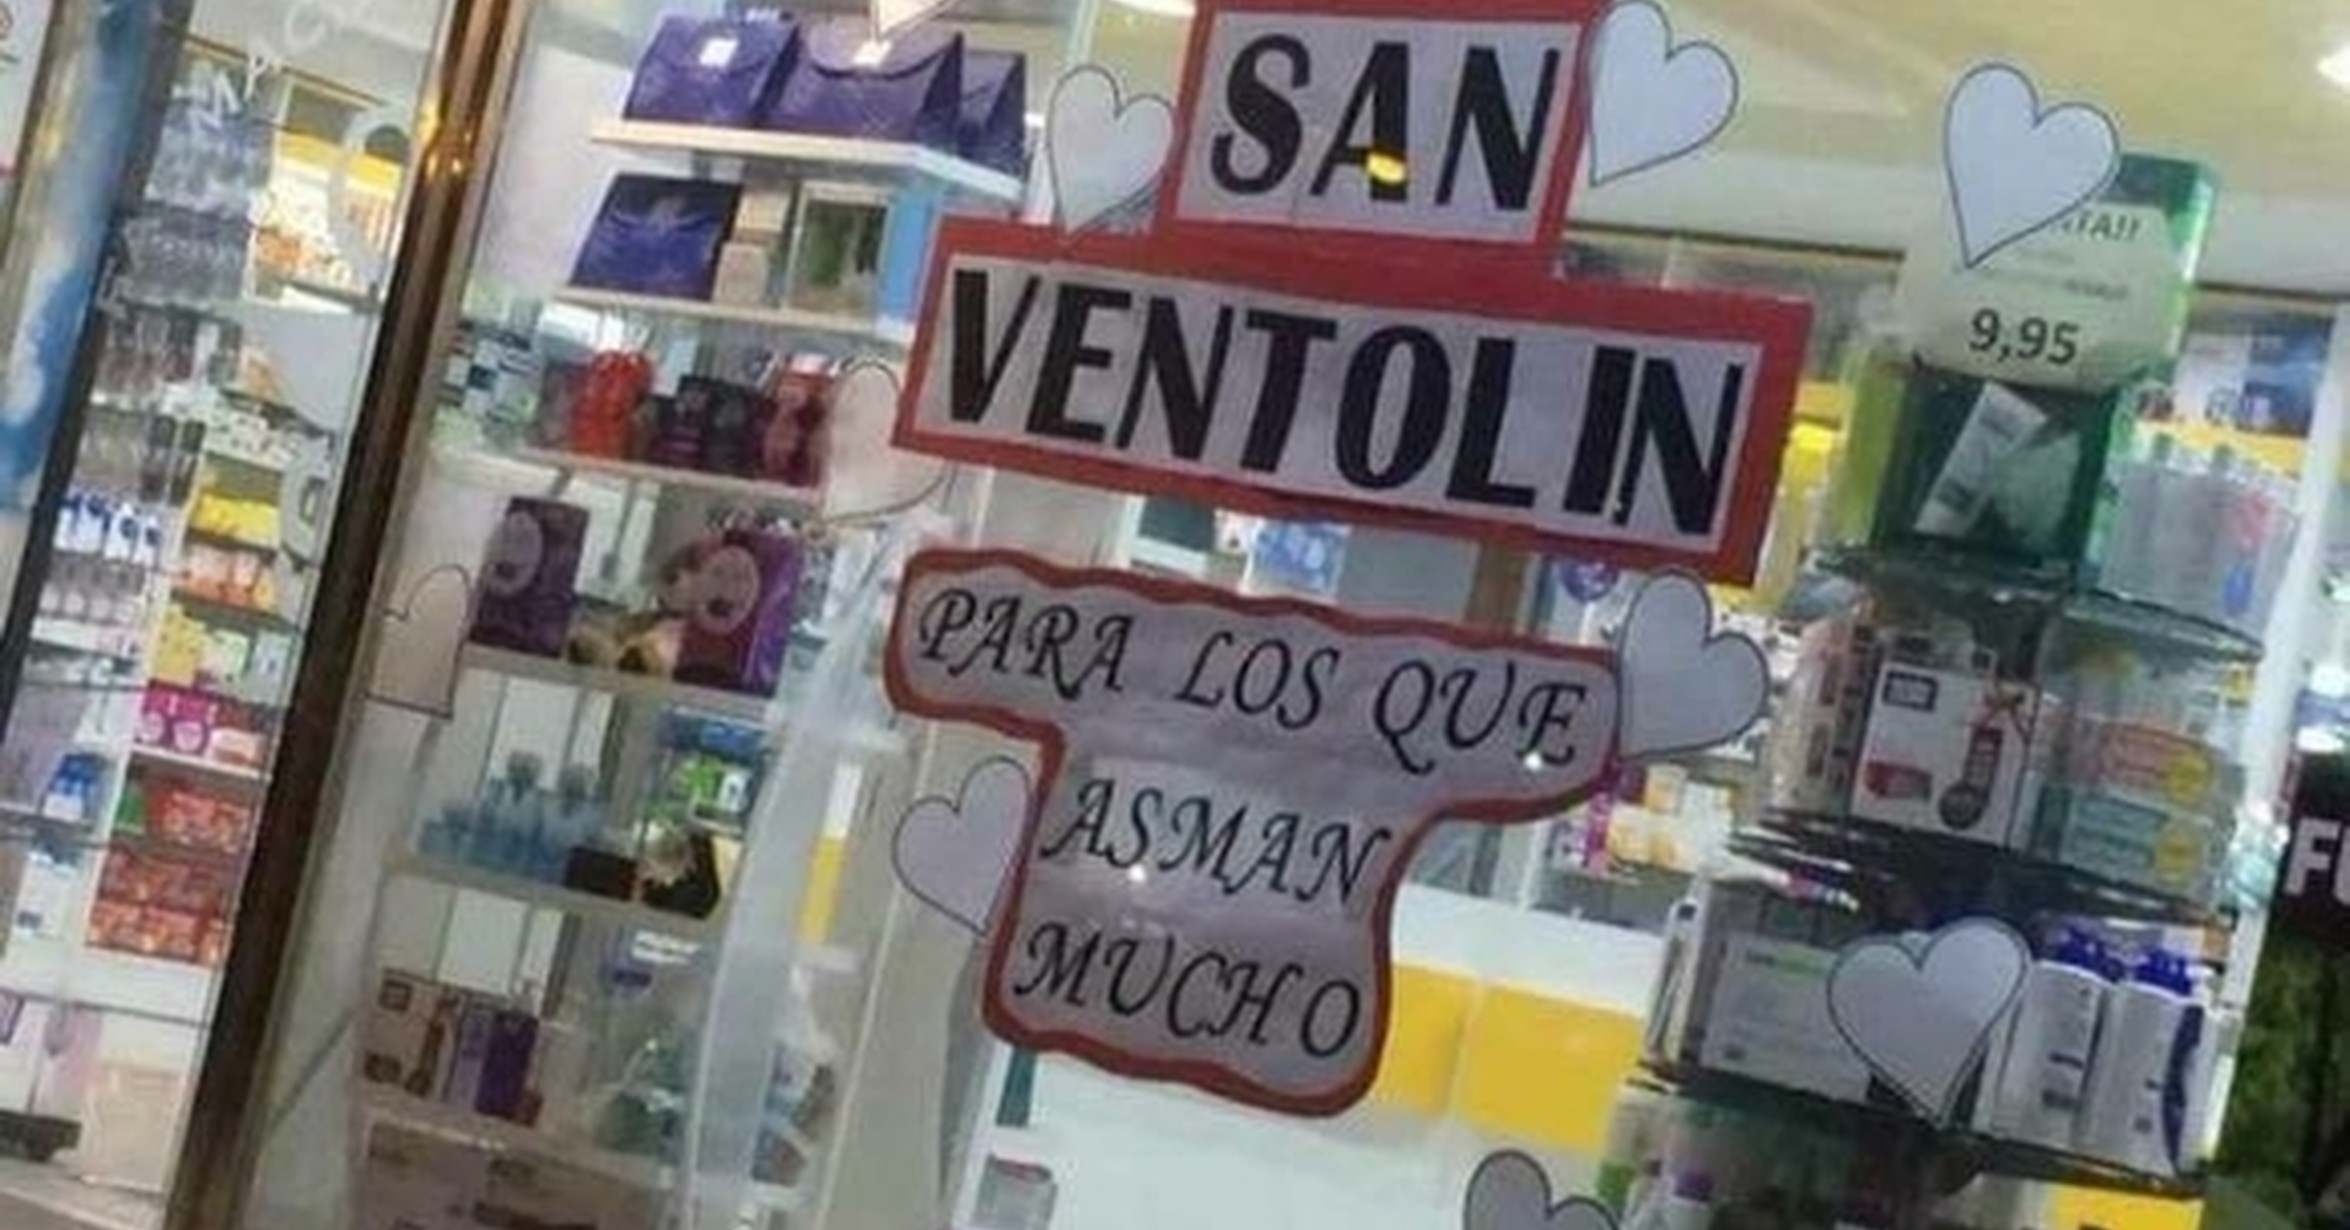 SAN
VENTOLIN
PARA LOS QUE
ASMAN
MUCHO
9,95